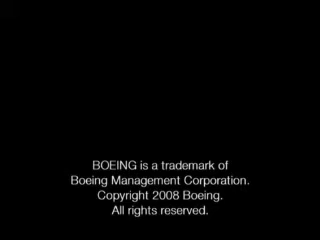 BOEING is a trademark of
Boeing Management Corporation.
Copyright 2008 Boeing.
All rights reserved.